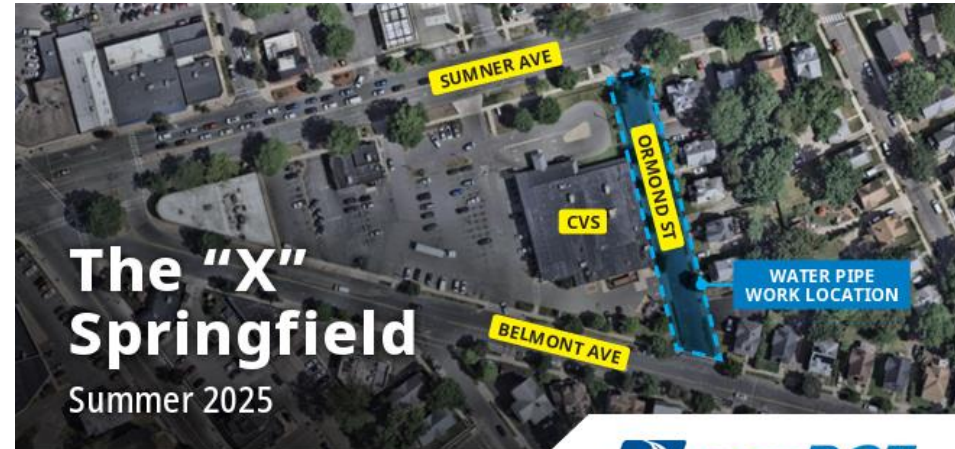 SUMNER AVE
ORMOND ST
CVS
WATER PIPE
WORK LOCATION
The “X”
Springfield
BELMONT AVE
Summer 2025